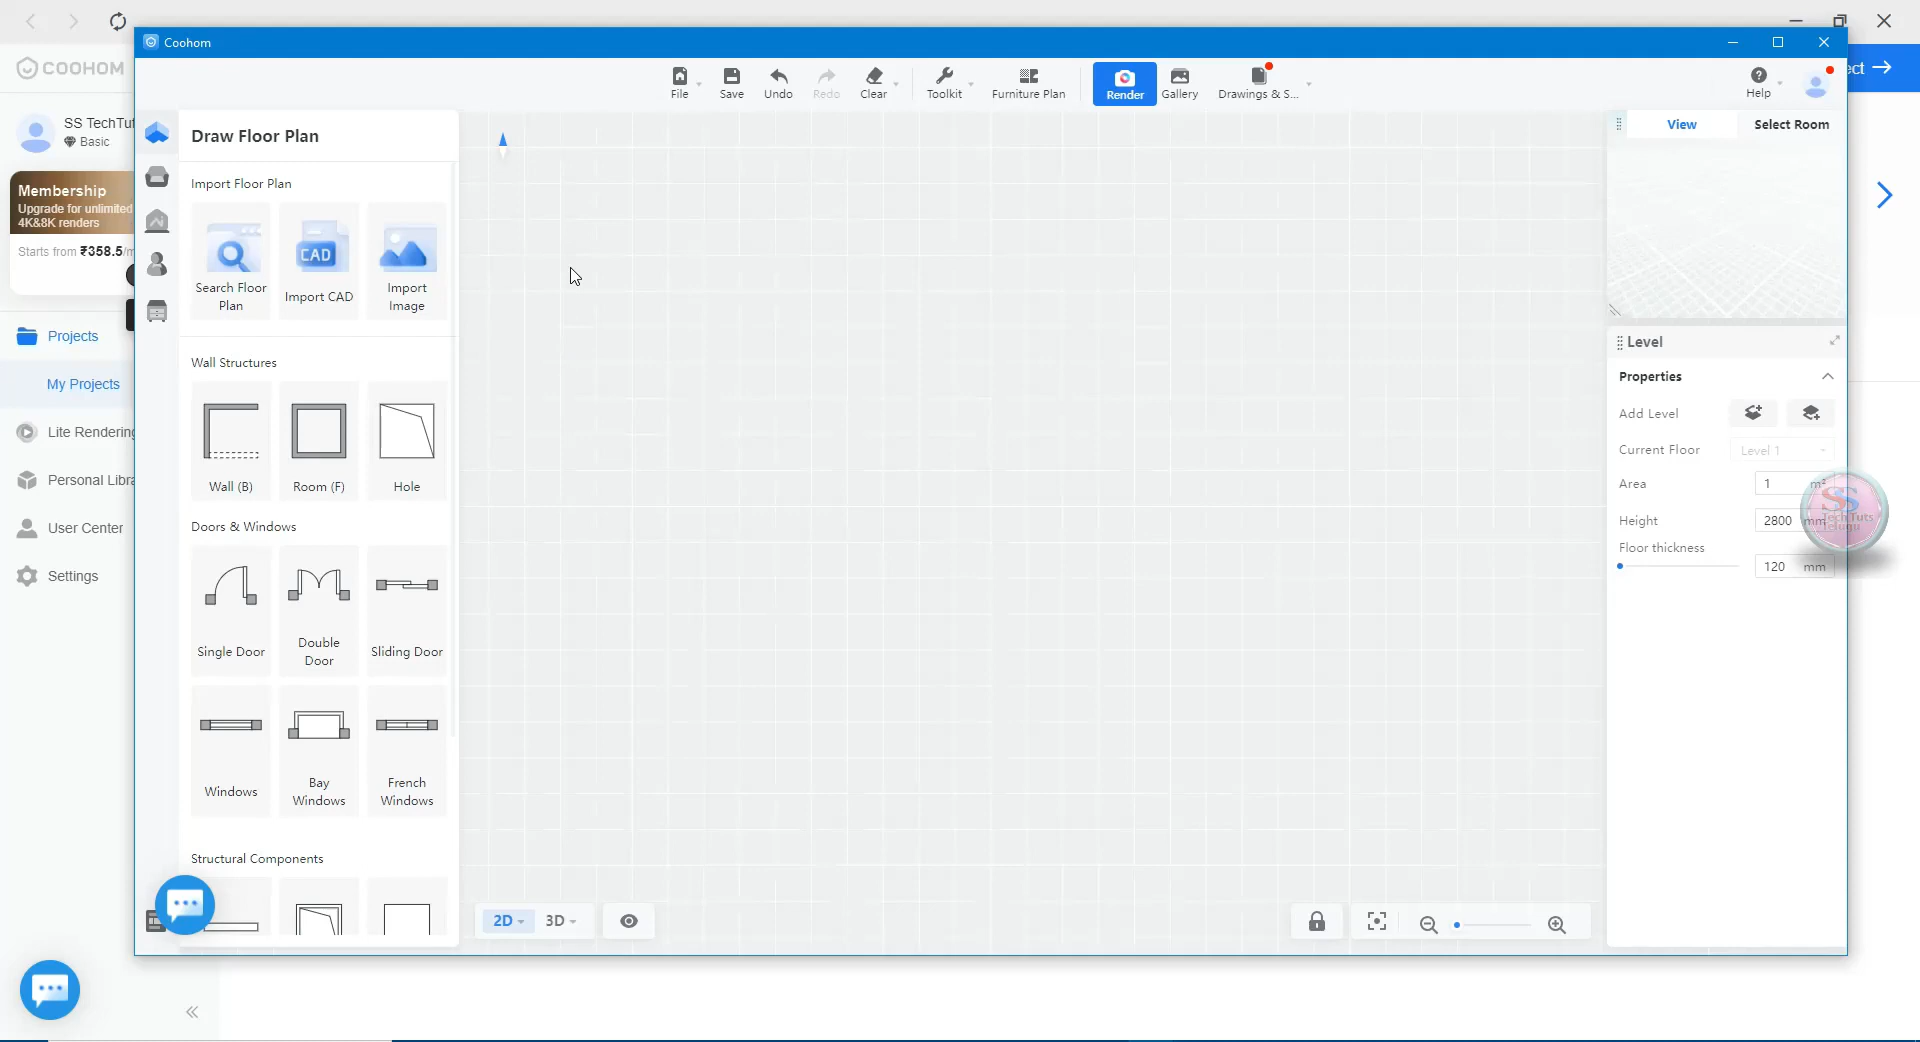 Coohom
COOHOM
ect
File
Save
Undo
Redo
Clear
Toolkit
Furniture Plan
Render
Gallery
Drawings & S...
Help
SS TechTut
Basic
Membership
Upgrade for unlimited
4K&8K renders
Starts from ₹358.5/m
Projects
My Projects
Lite Rendering
Personal Libra
User Center
Settings
Draw Floor Plan
Import Floor Plan
Search Floor
Plan
CAD
Import CAD
Import
Image
Wall Structures
Wall (B)
Room (F)
Hole
Doors & Windows
Single Door
Double
Door
Sliding Door
Windows
Bay
Windows
French
Windows
Structural Components
2D
3D
View
Select Room
Level
Properties
Add Level
Current Floor
Level 1
Area
1 m²
Height
2800 mm
Floor thickness
120 mm
SS
Tech Tuts
Telugu